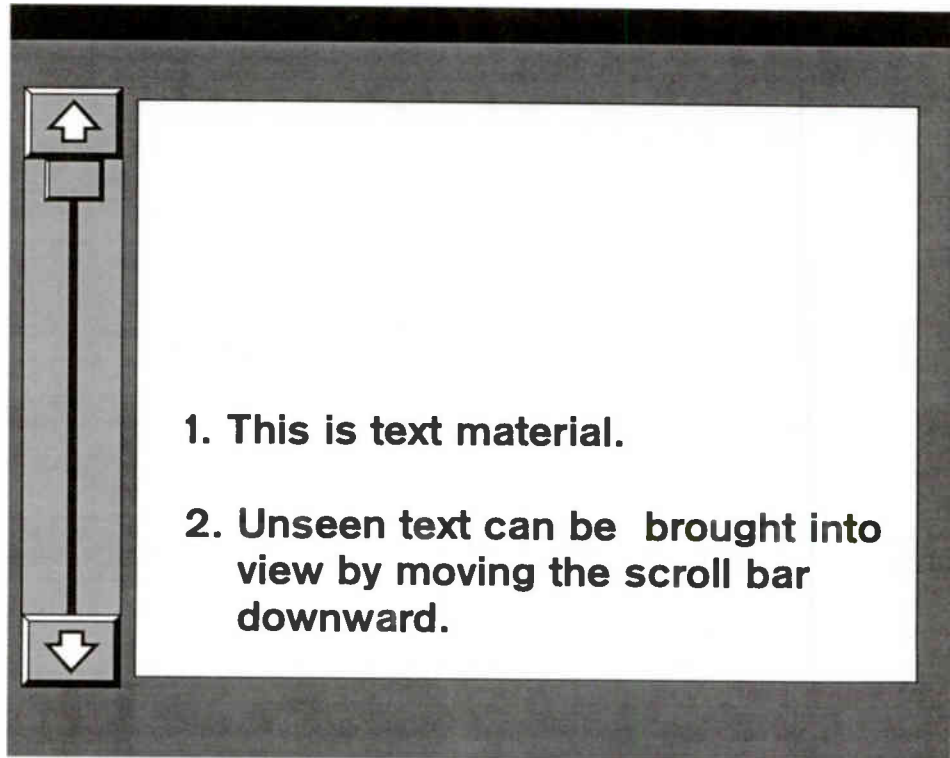 1. This is text material.
2. Unseen text can be brought into
view by moving the scroll bar
downward.